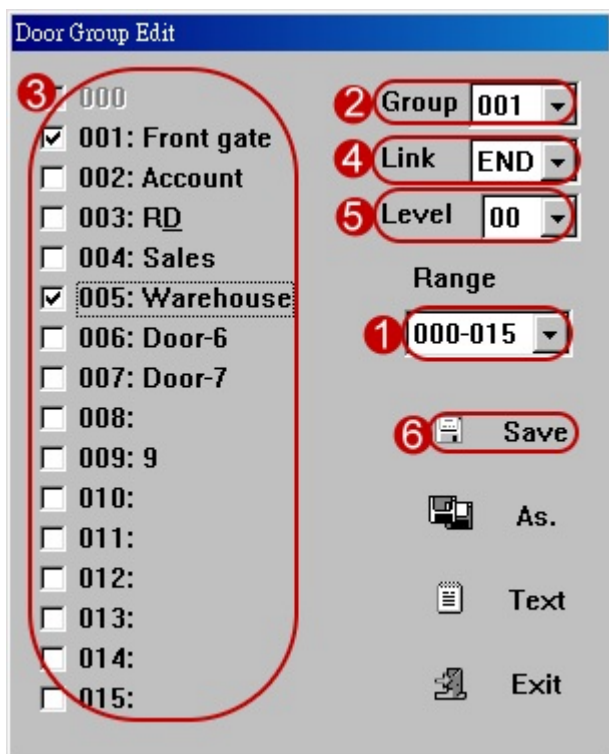 Door Group Edit
3 000
001: Front gate
002: Account
003: RD
004: Sales
005: Warehouse
006: Door-6
007: Door-7
008:
009: 9
010:
011:
012:
013:
014:
015:
2 Group 001
4 Link END
5 Level 00
Range
1 000-015
6 Save
As.
Text
Exit